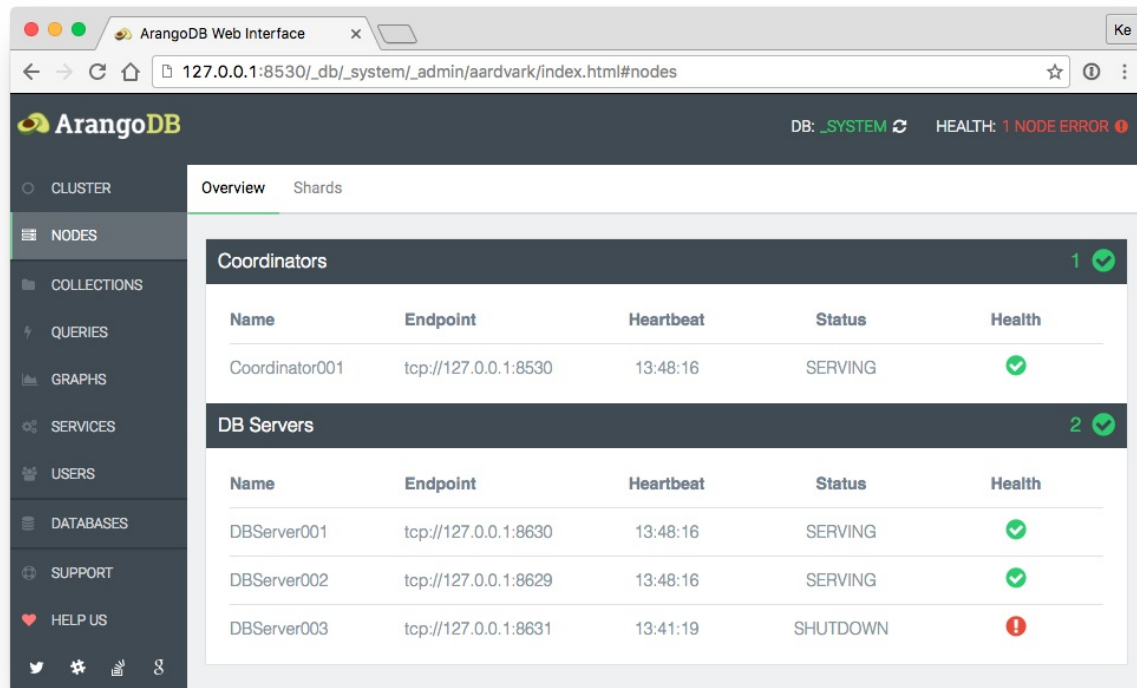 ArangoDB Web Interface
Ke
127.0.0.1:8530/_db/_system/_admin/aardvark/index.html#nodes
ArangoDB
DB: _SYSTEM HEALTH: 1 NODE ERROR
CLUSTER
NODES
COLLECTIONS
QUERIES
GRAPHS
SERVICES
USERS
DATABASES
SUPPORT
HELP US
Overview Shards
Coordinators 1
Name Endpoint Heartbeat Status Health
Coordinator001 tcp://127.0.0.1:8530 13:48:16 SERVING
DB Servers 2
Name Endpoint Heartbeat Status Health
DBServer001 tcp://127.0.0.1:8630 13:48:16 SERVING
DBServer002 tcp://127.0.0.1:8629 13:48:16 SERVING
DBServer003 tcp://127.0.0.1:8631 13:41:19 SHUTDOWN